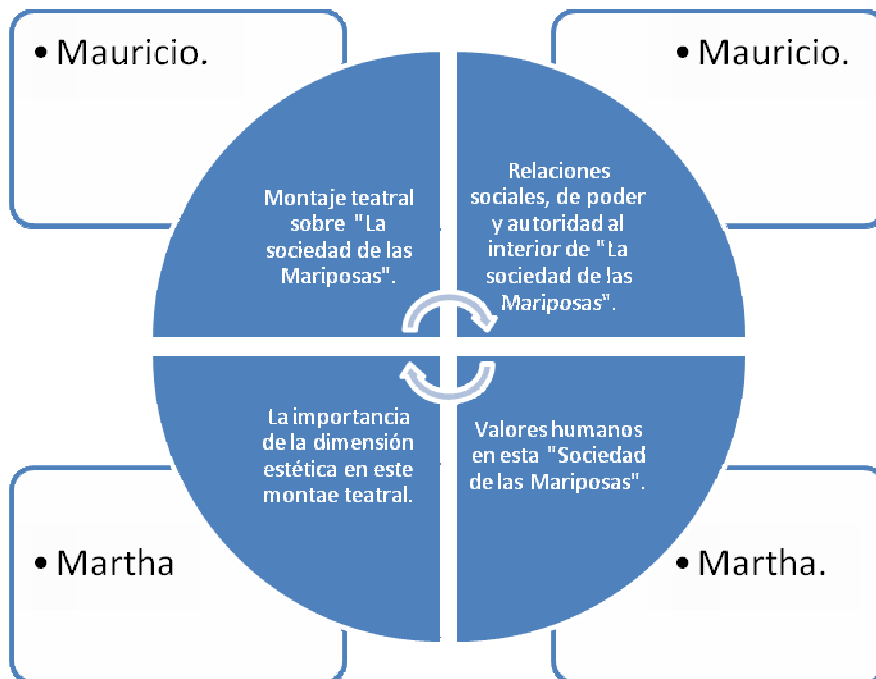 • Mauricio.
Montaje teatral
sobre "La
sociedad de las
Mariposas".
• Mauricio.
Relaciones
sociales, de poder
y autoridad al
interior de "La
sociedad de las
Mariposas".
• Martha
La importancia
de la dimensión
estética en este
montae teatral.
• Martha.
Valores humanos
en esta "Sociedad
de las Mariposas".